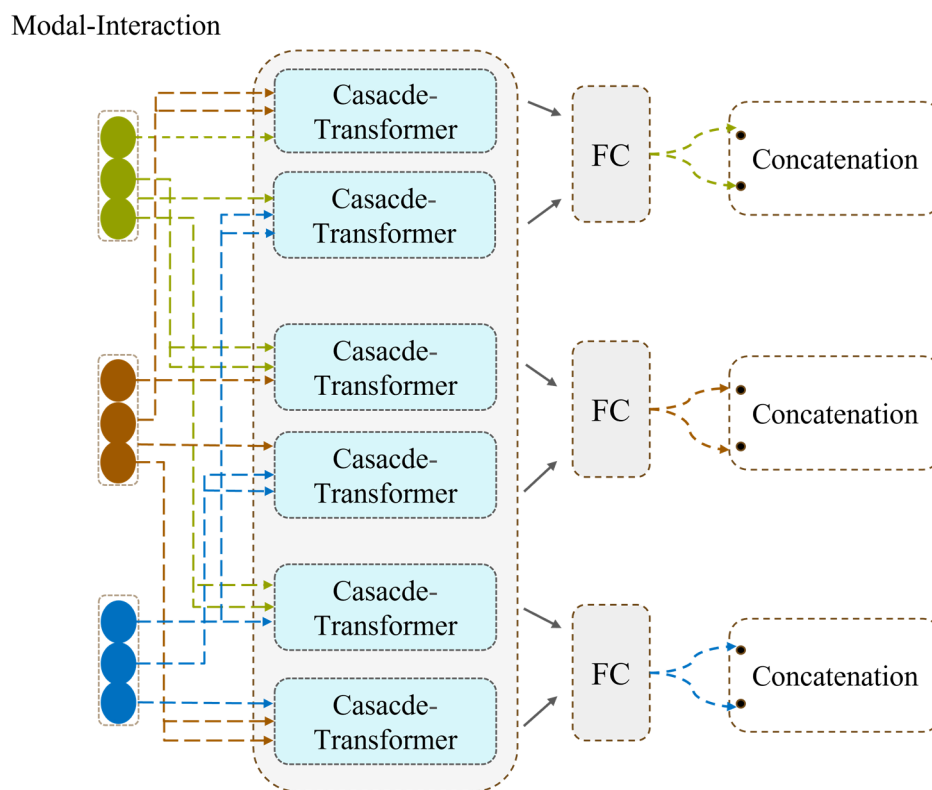 Modal-Interaction
Casacde-
Transformer
Casacde-
Transformer
FC
Concatenation
Casacde-
Transformer
Casacde-
Transformer
FC
Concatenation
Casacde-
Transformer
Casacde-
Transformer
FC
Concatenation